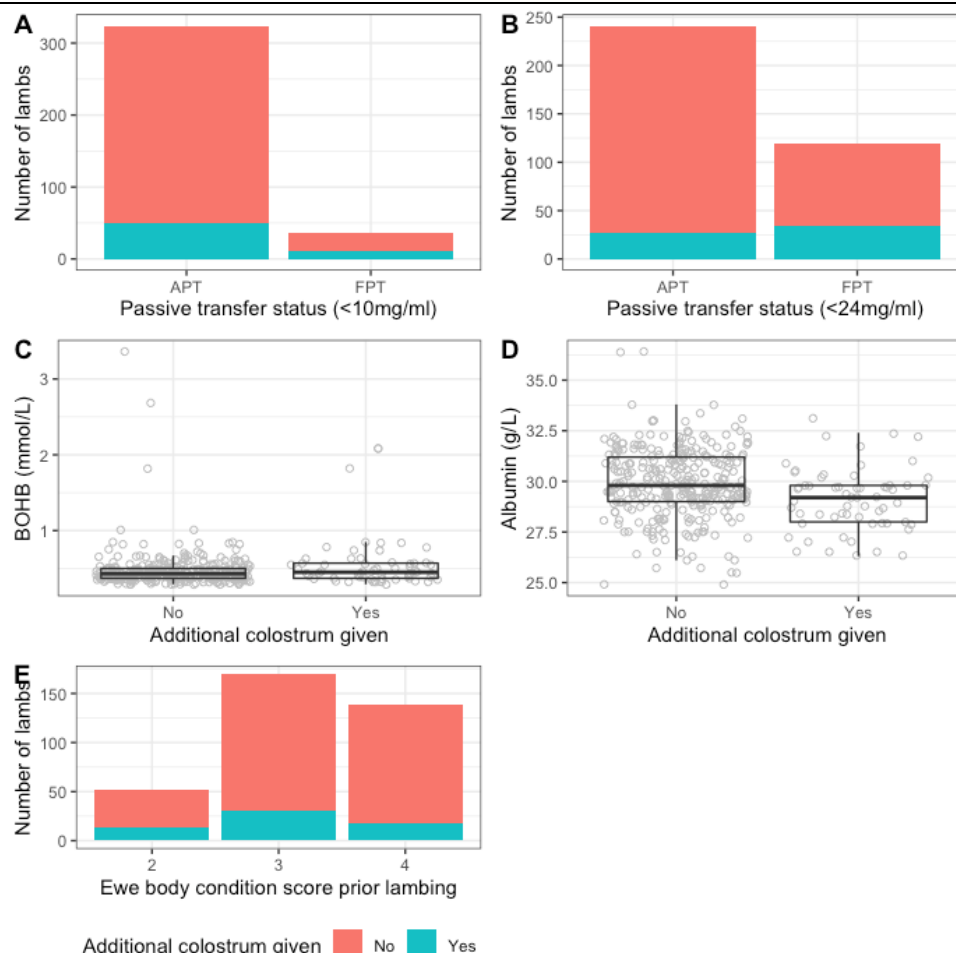 A
Number of lambs
300
200
100
0
APT
FPT
Passive transfer status (<10mg/ml)
B
Number of lambs
250
200
150
100
50
0
APT
FPT
Passive transfer status (<24mg/ml)
C
BOHB (mmol/L)
3
2
1
No
Yes
Additional colostrum given
D
Albumin (g/L)
35.0
32.5
30.0
27.5
25.0
No
Yes
Additional colostrum given
E
Number of lambs
150
100
50
0
2
3
4
Ewe body condition score prior lambing
Additional colostrum given
No
Yes